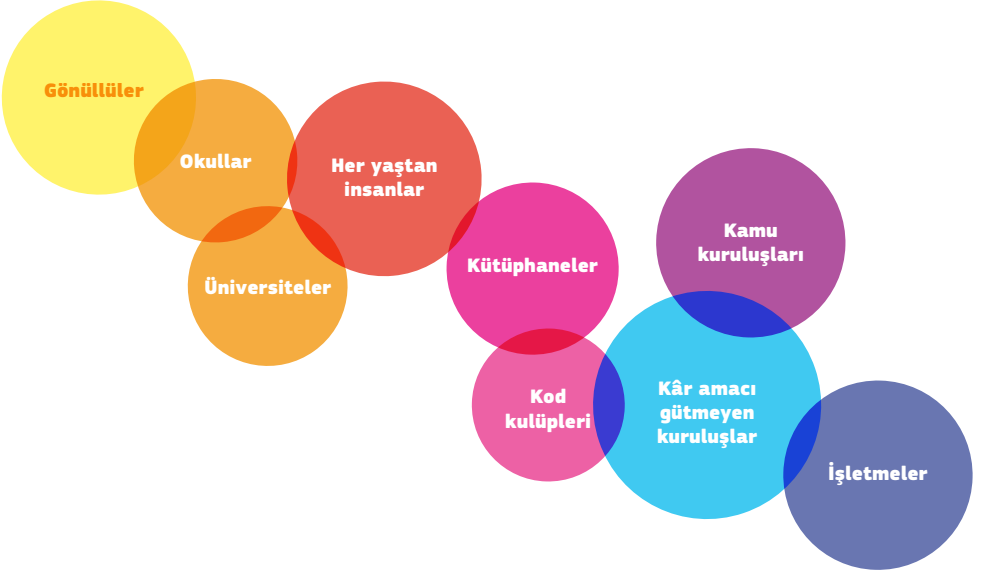 Gönüllüler
Okullar
Her yaştan
insanlar
Üniversiteler
Kütüphaneler
Kamu
kuruluşları
Kod
kulüpleri
Kâr amacı
gütmeyen
kuruluşlar
İşletmeler